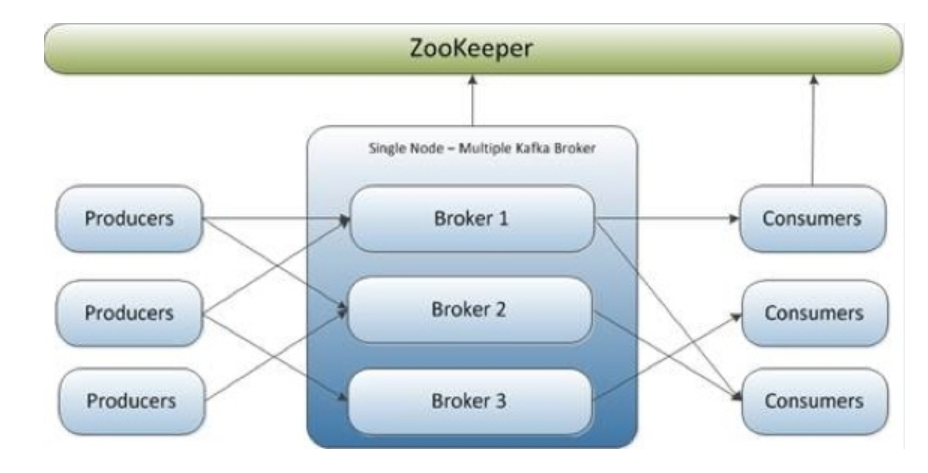 ZooKeeper
Single Node – Multiple Kafka Broker
Producers
Broker 1
Consumers
Producers
Broker 2
Consumers
Producers
Broker 3
Consumers